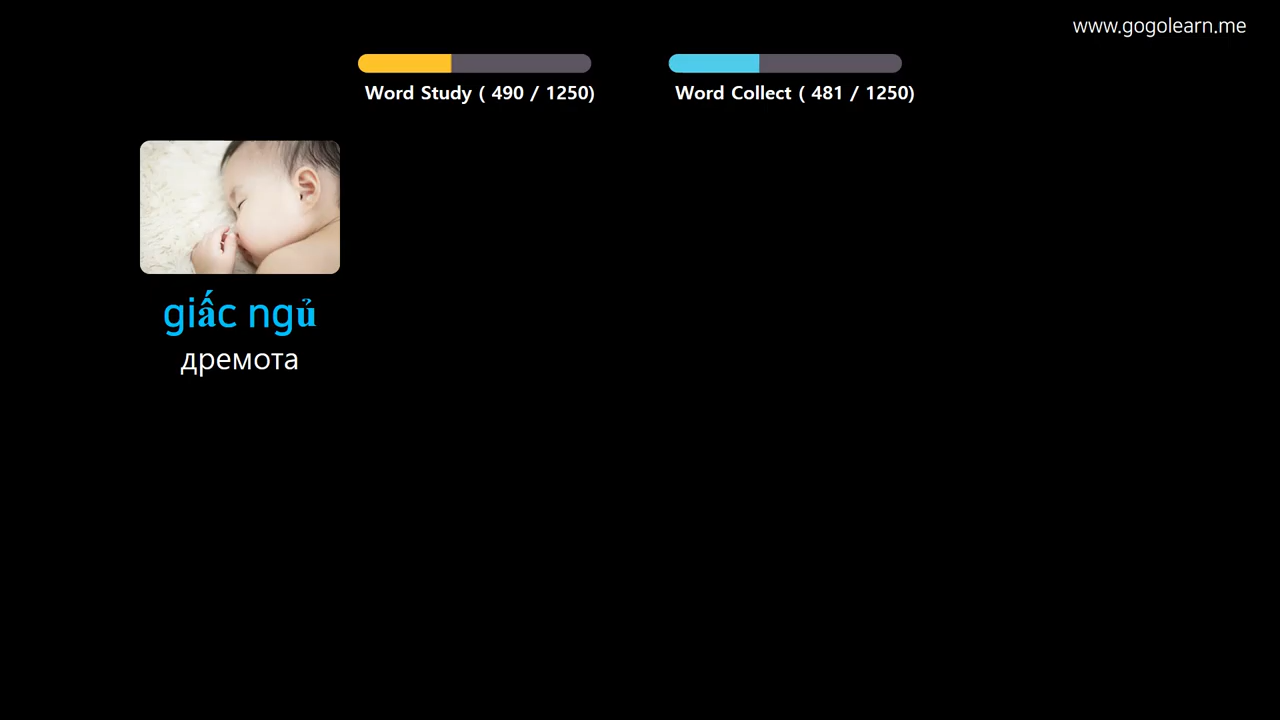 www.gogolearn.me
Word Study ( 490 / 1250)
Word Collect ( 481 / 1250)
giấc ngủ
дремота